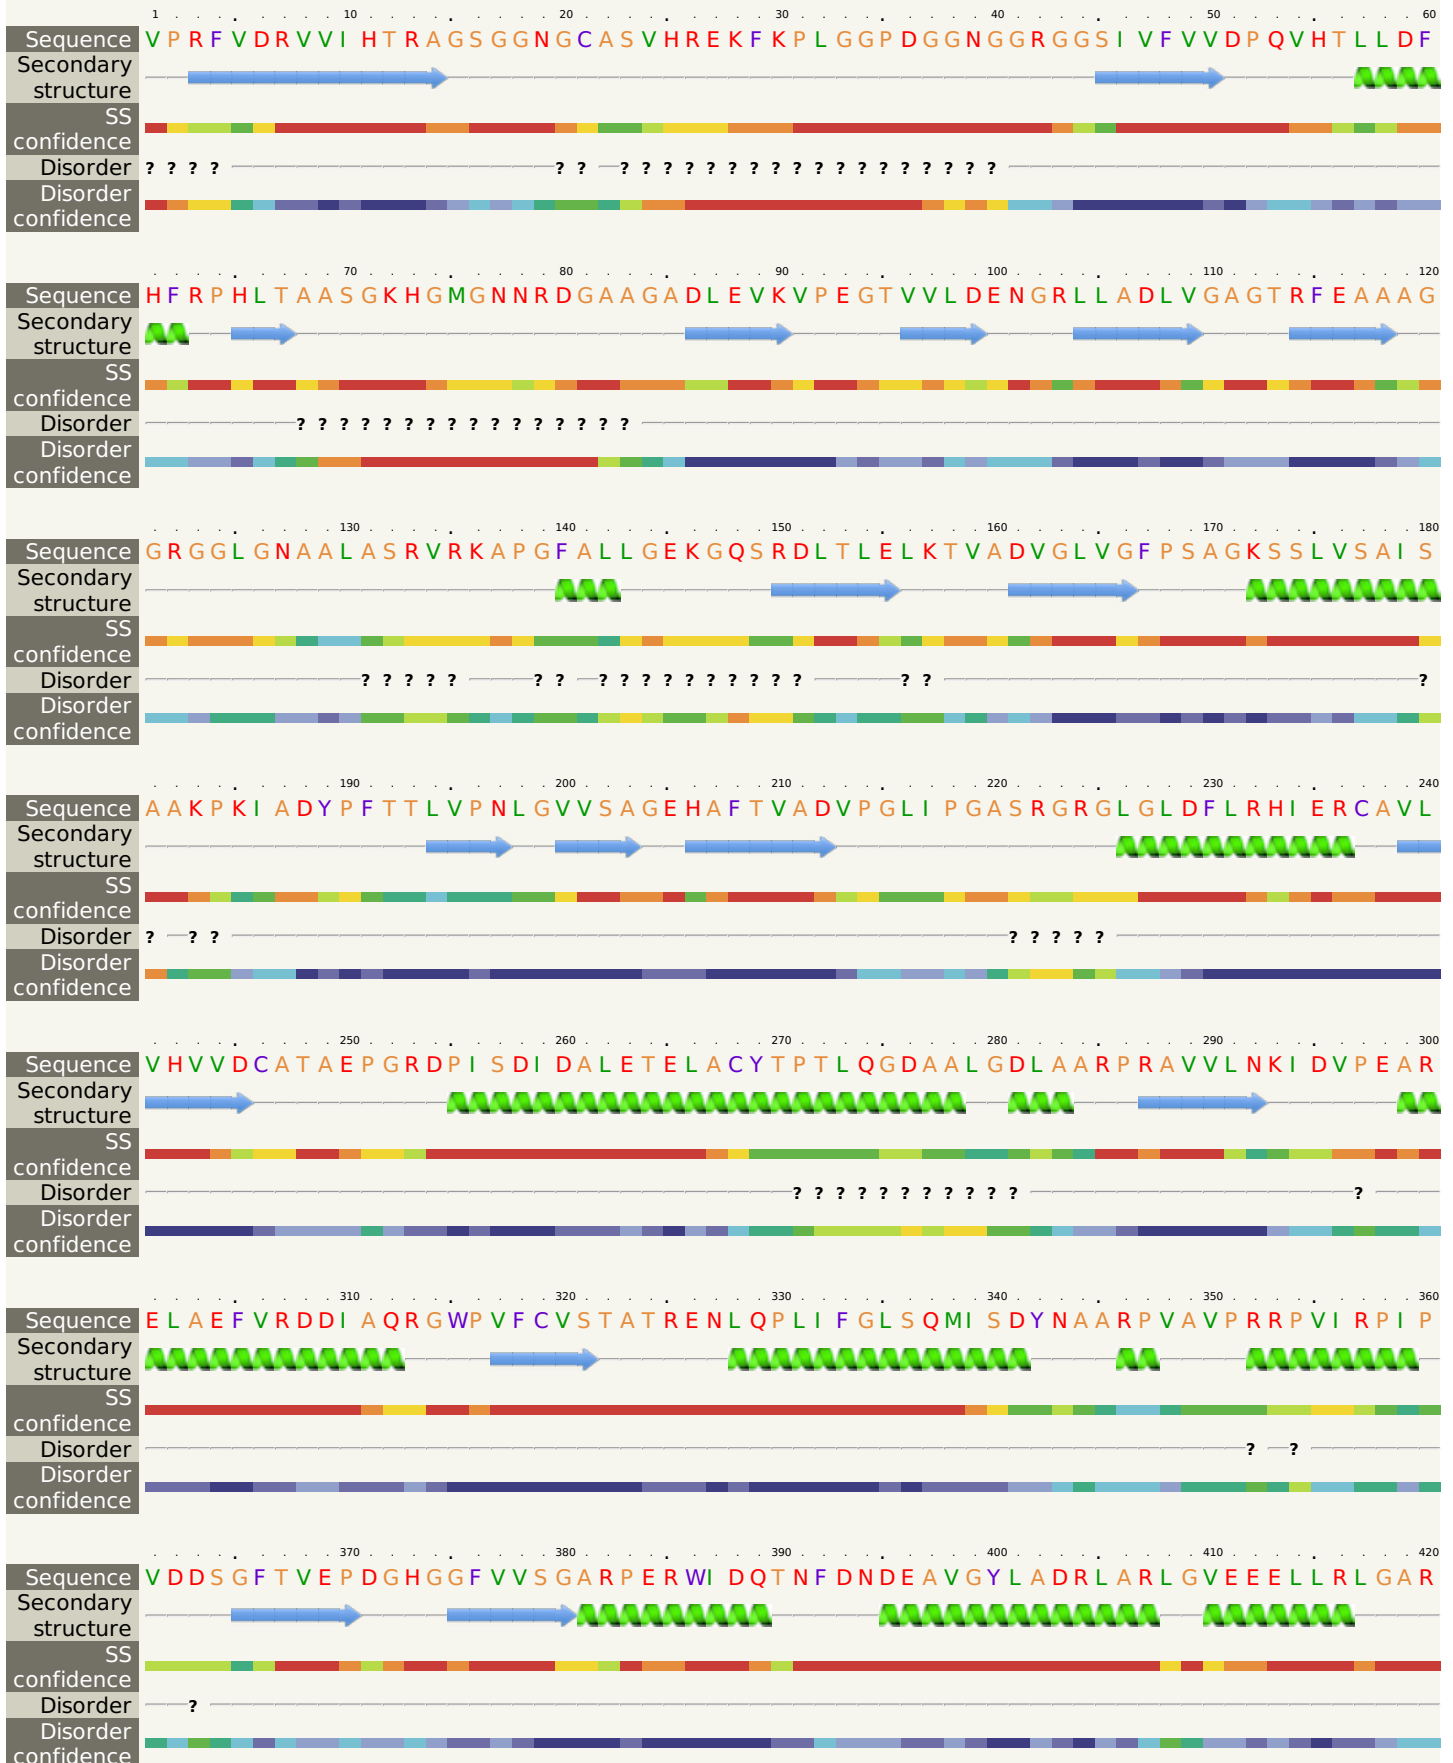 1 10 20 30 40 50 60
Sequence V P R F V D R V V I H T R A G S G G N G C A S V H R E K F K P L G G P D G G N G G R G G S I V F V V D P Q V H T L L D F
Secondary
structure
SS
confidence
Disorder ? ? ? ? ? ? ? ? ? ? ? ? ? ? ? ? ? ? ? ? ? ? ? ?
Disorder
confidence
70 80 90 100 110 120
Sequence H F R P H L T A A S G K H G M G N N R D G A A G A D L E V K V P E G T V V L D E N G R L L A D L V G A G T R F E A A A G
Secondary
structure
SS
confidence
Disorder ? ? ? ? ? ? ? ? ? ? ? ? ? ? ? ?
Disorder
confidence
130 140 150 160 170 180
Sequence G R G G L G N A A L A S R V R K A P G F A L L G E K G Q S R D L T L E L K T V A D V G L V G F P S A G K S S L V S A I S
Secondary
structure
SS
confidence
Disorder ? ? ? ? ? ? ? ? ? ? ? ? ? ? ? ? ? ? ? ?
Disorder
confidence
190 200 210 220 230 240
Sequence A A K P K I A D Y P F T T L V P N L G V V S A G E H A F T V A D V P G L I P G A S R G R G L G L D F L R H I E R C A V L
Secondary
structure
SS
confidence
Disorder ? ? ? ? ? ? ? ?
Disorder
confidence
250 260 270 280 290 300
Sequence V H V V D C A T A E P G R D P I S D I D A L E T E L A C Y T P T L Q G D A A L G D L A A R P R A V V L N K I D V P E A R
Secondary
structure
SS
confidence
Disorder ? ? ? ? ? ? ? ? ? ? ? ?
Disorder
confidence
310 320 330 340 350 360
Sequence E L A E F V R D D I A Q R G W P V F C V S T A T R E N L Q P L I F G L S Q M I S D Y N A A R P V A V P R R P V I R P I P
Secondary
structure
SS
confidence
Disorder ? ?
Disorder
confidence
370 380 390 400 410 420
Sequence V D D S G F T V E P D G H G G F V V S G A R P E R W I D Q T N F D N D E A V G Y L A D R L A R L G V E E E L L R L G A R
Secondary
structure
SS
confidence
Disorder ?
Disorder
confidence